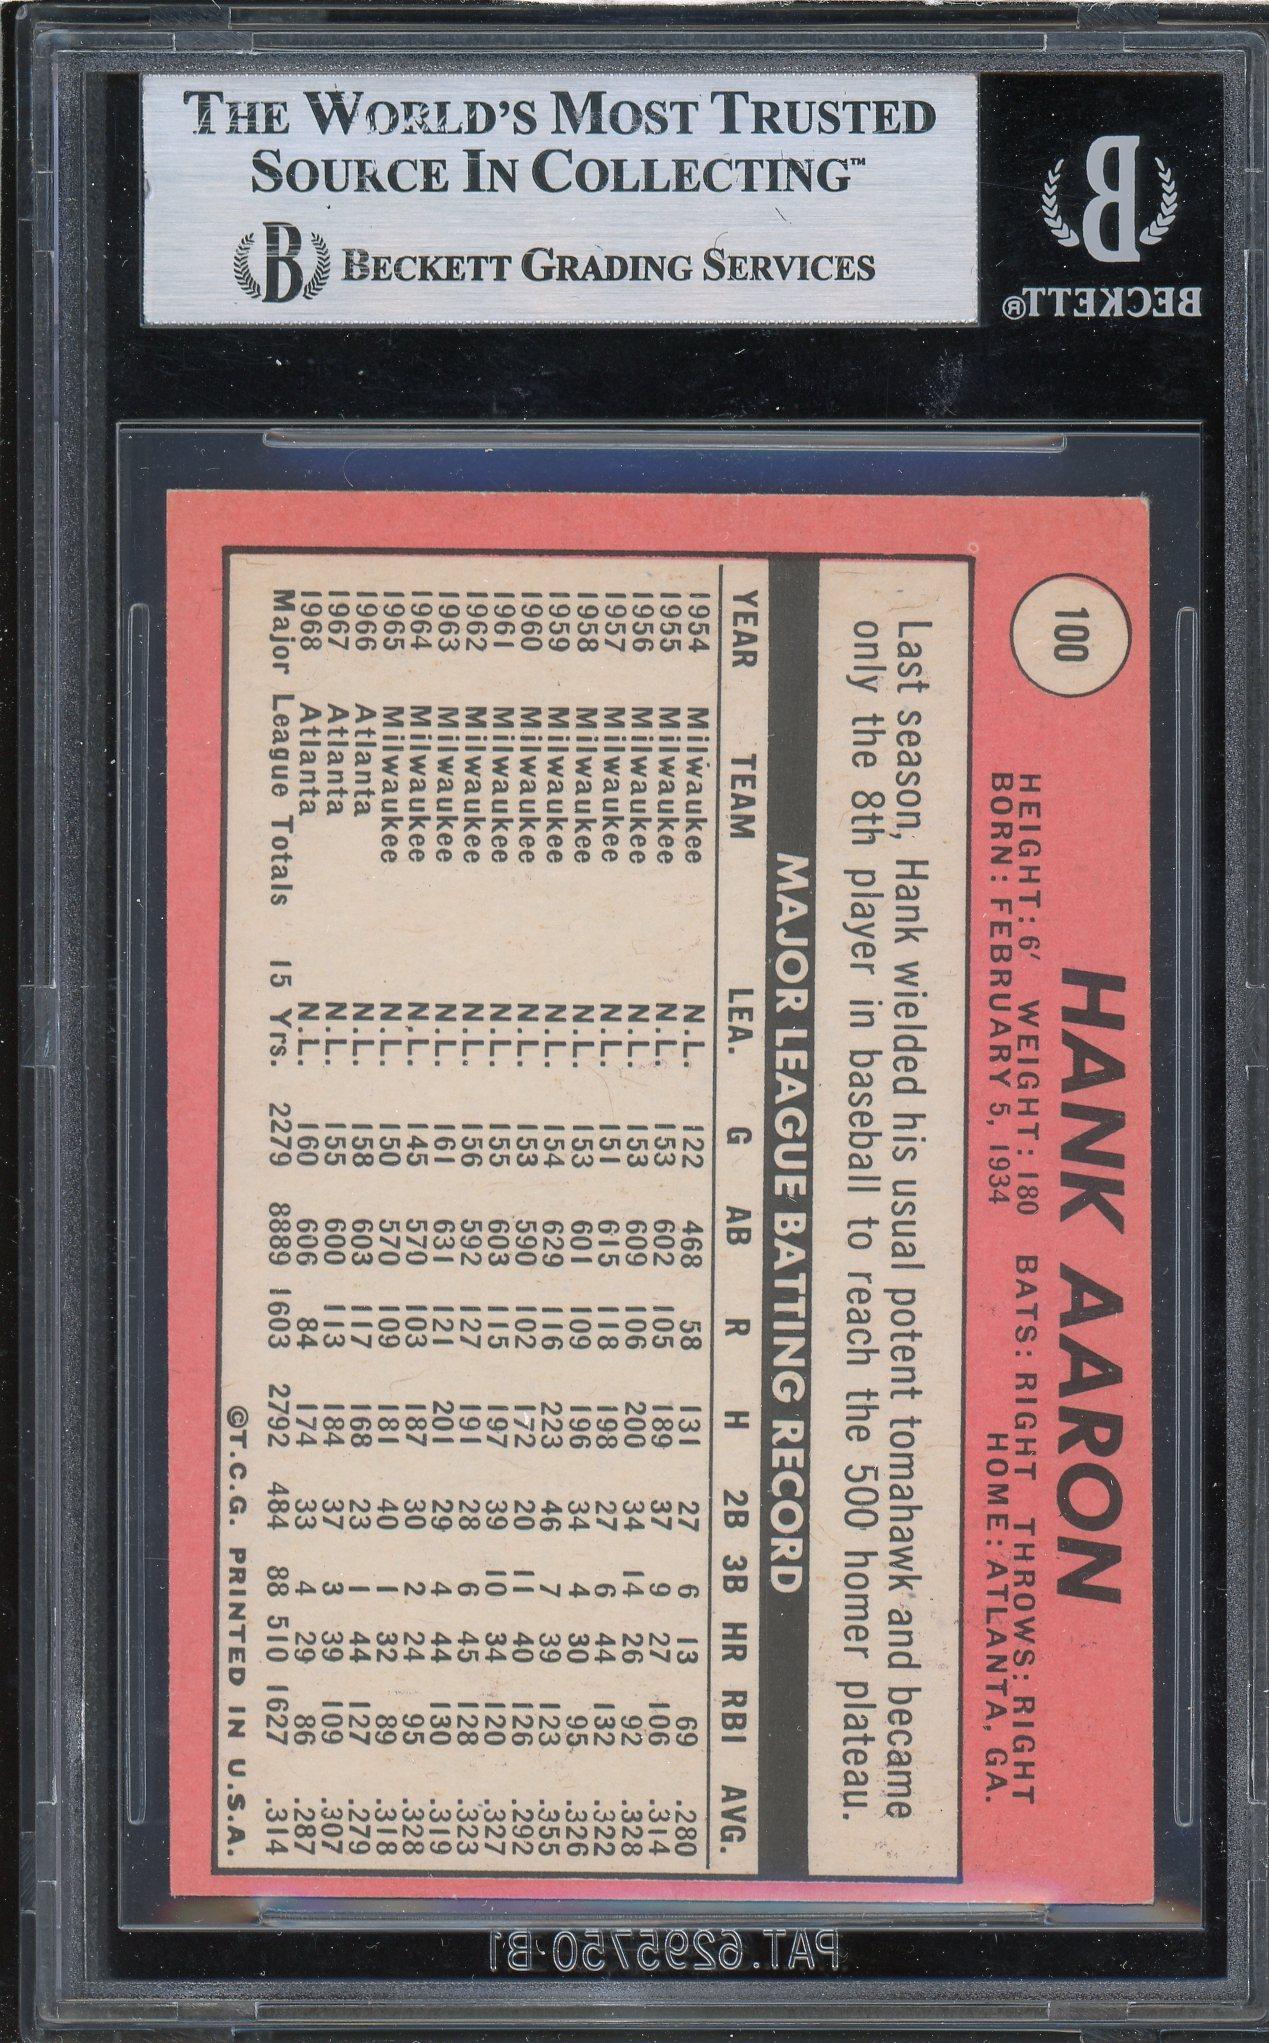 THE WORLD'S MOST TRUSTED
SOURCE IN COLLECTING™
B BECKETT GRADING SERVICES
B
BECKETT®
100
HANK AARON
HEIGHT: 6' WEIGHT: 180 BATS: RIGHT THROWS: RIGHT
BORN: FEBRUARY 5, 1934 HOME: ATLANTA, GA.
Last season, Hank wielded his usual potent tomahawk and became
only the 8th player in baseball to reach the 500 homer plateau.
MAJOR LEAGUE BATTING RECORD
YEAR TEAM LEA. G AB R H 2B 3B HR RBI AVG.
1954 Milwaukee N.L. 122 468 58 131 27 6 13 69 .280
1955 Milwaukee N.L. 153 602 105 189 37 9 27 106 .314
1956 Milwaukee N.L. 153 609 106 200 34 14 26 92 .328
1957 Milwaukee N.L. 151 615 118 198 27 6 44 132 .322
1958 Milwaukee N.L. 153 601 109 196 34 4 30 95 .326
1959 Milwaukee N.L. 154 629 116 223 46 7 39 123 .355
1960 Milwaukee N.L. 153 590 102 172 20 11 40 126 .292
1961 Milwaukee N.L. 155 603 115 197 39 10 34 120 .327
1962 Milwaukee N.L. 156 592 127 191 28 6 45 128 .323
1963 Milwaukee N.L. 161 631 121 201 29 4 44 130 .319
1964 Milwaukee N.L. 145 570 103 187 30 2 24 95 .328
1965 Milwaukee N.L. 150 570 109 181 40 1 32 89 .318
1966 Atlanta N.L. 158 603 117 168 23 1 44 127 .279
1967 Atlanta N.L. 155 600 113 184 37 3 39 109 .307
1968 Atlanta N.L. 160 606 84 174 33 4 29 86 .287
Major League Totals 15 Yrs. 2279 8889 1603 2792 484 88 510 1627 .314
©T.C.G. PRINTED IN U.S.A.
PAT. 6295750 B1